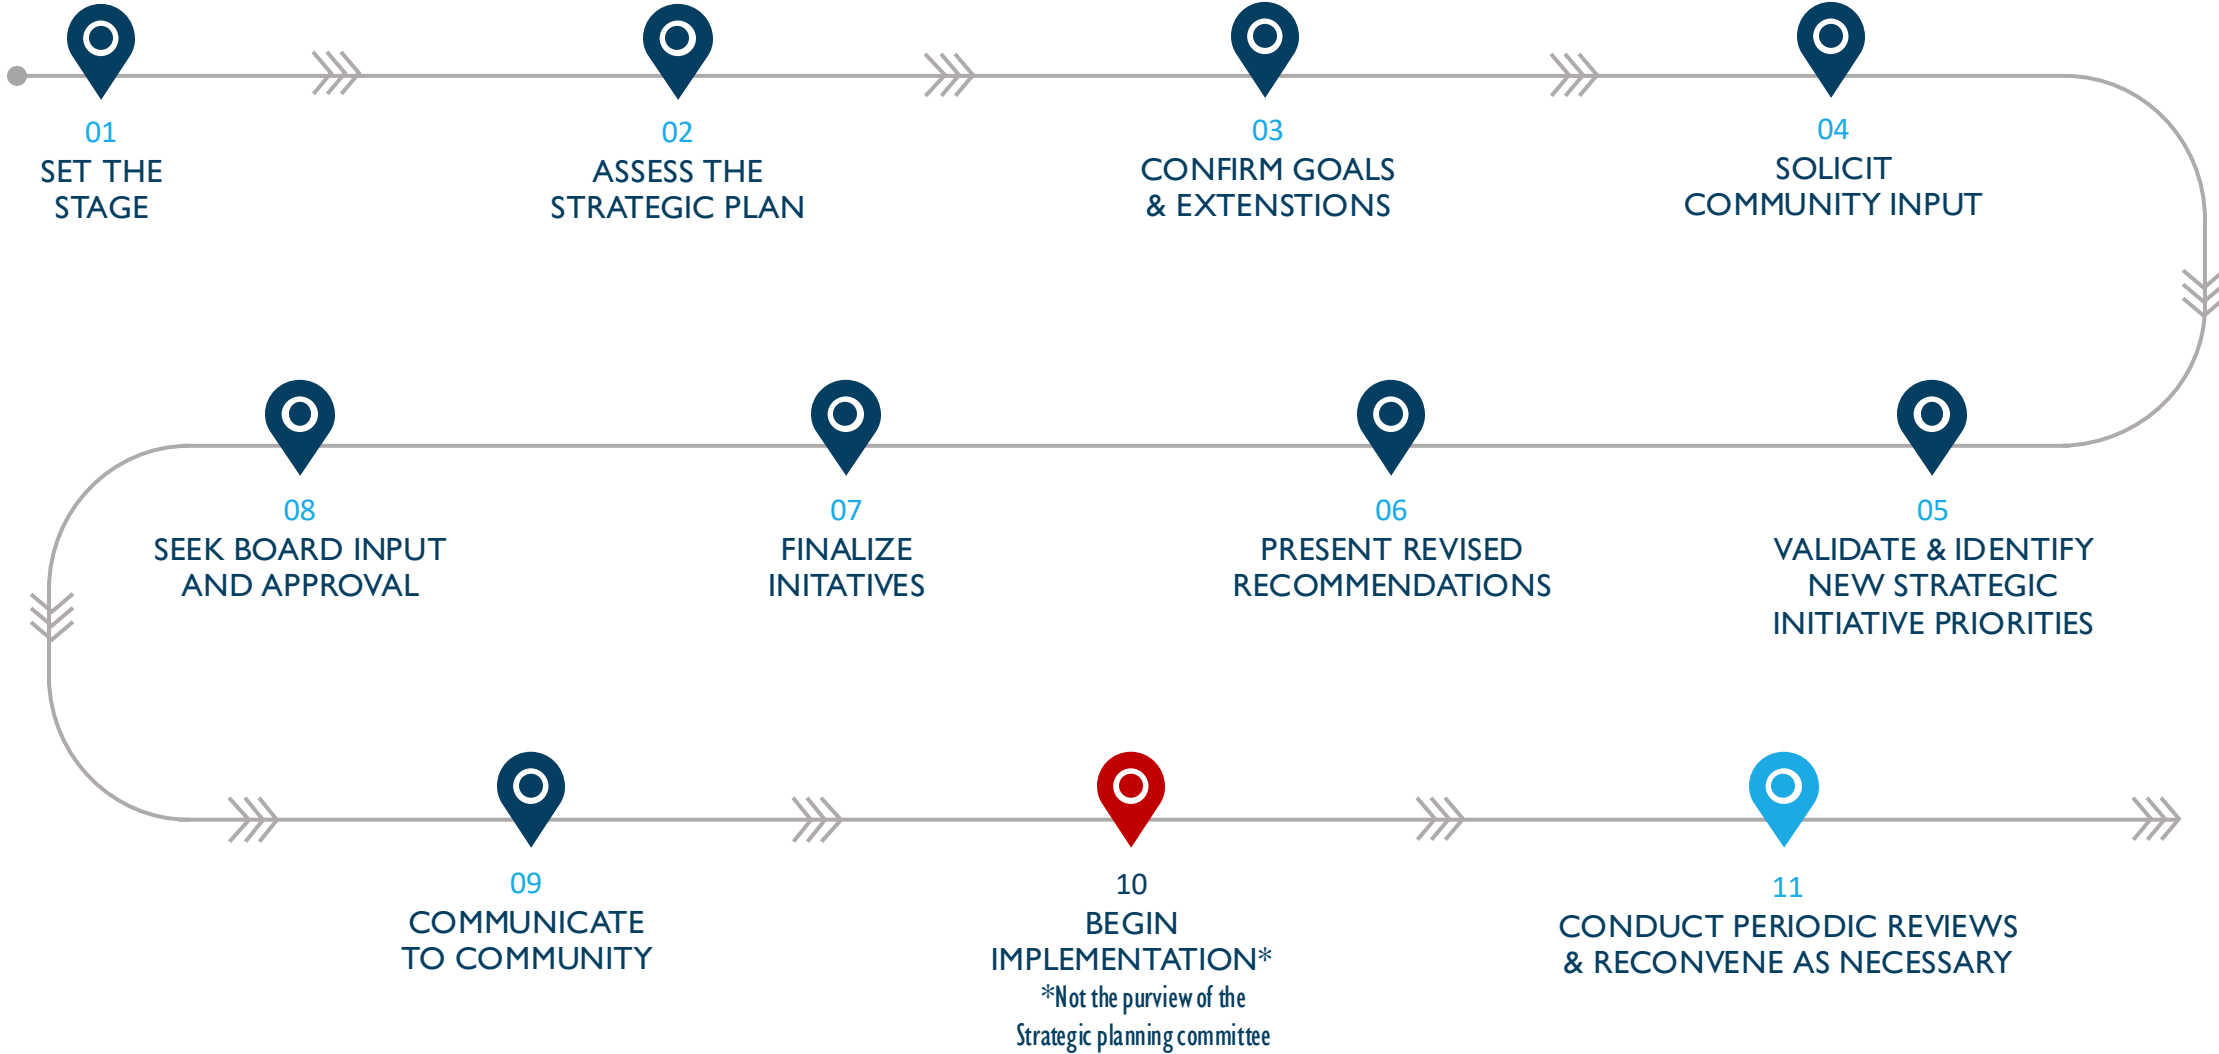 01
SET THE
STAGE
02
ASSESS THE
STRATEGIC PLAN
03
CONFIRM GOALS
& EXTENSTIONS
04
SOLICIT
COMMUNITY INPUT
05
VALIDATE & IDENTIFY
NEW STRATEGIC
INITIATIVE PRIORITIES
06
PRESENT REVISED
RECOMMENDATIONS
07
FINALIZE
INITATIVES
08
SEEK BOARD INPUT
AND APPROVAL
09
COMMUNICATE
TO COMMUNITY
10
BEGIN
IMPLEMENTATION*
*Not the purview of the
Strategic planning committee
11
CONDUCT PERIODIC REVIEWS
& RECONVENE AS NECESSARY